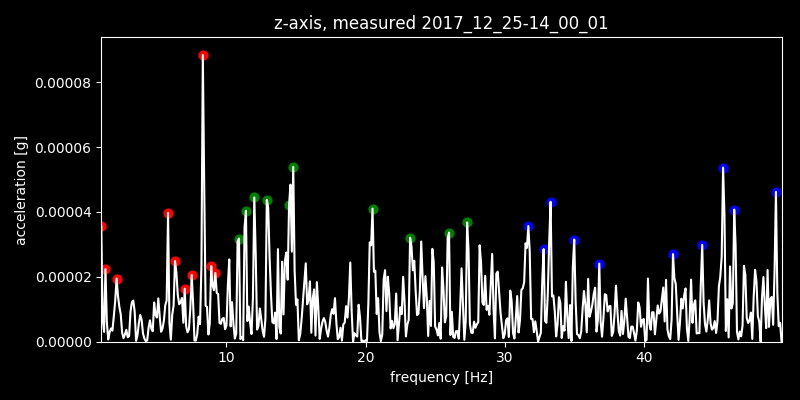 z-axis, measured 2017_12_25-14_00_01
0.00008
0.00006
0.00004
0.00002
0.00000
acceleration [g]
10 20 30 40
frequency [Hz]